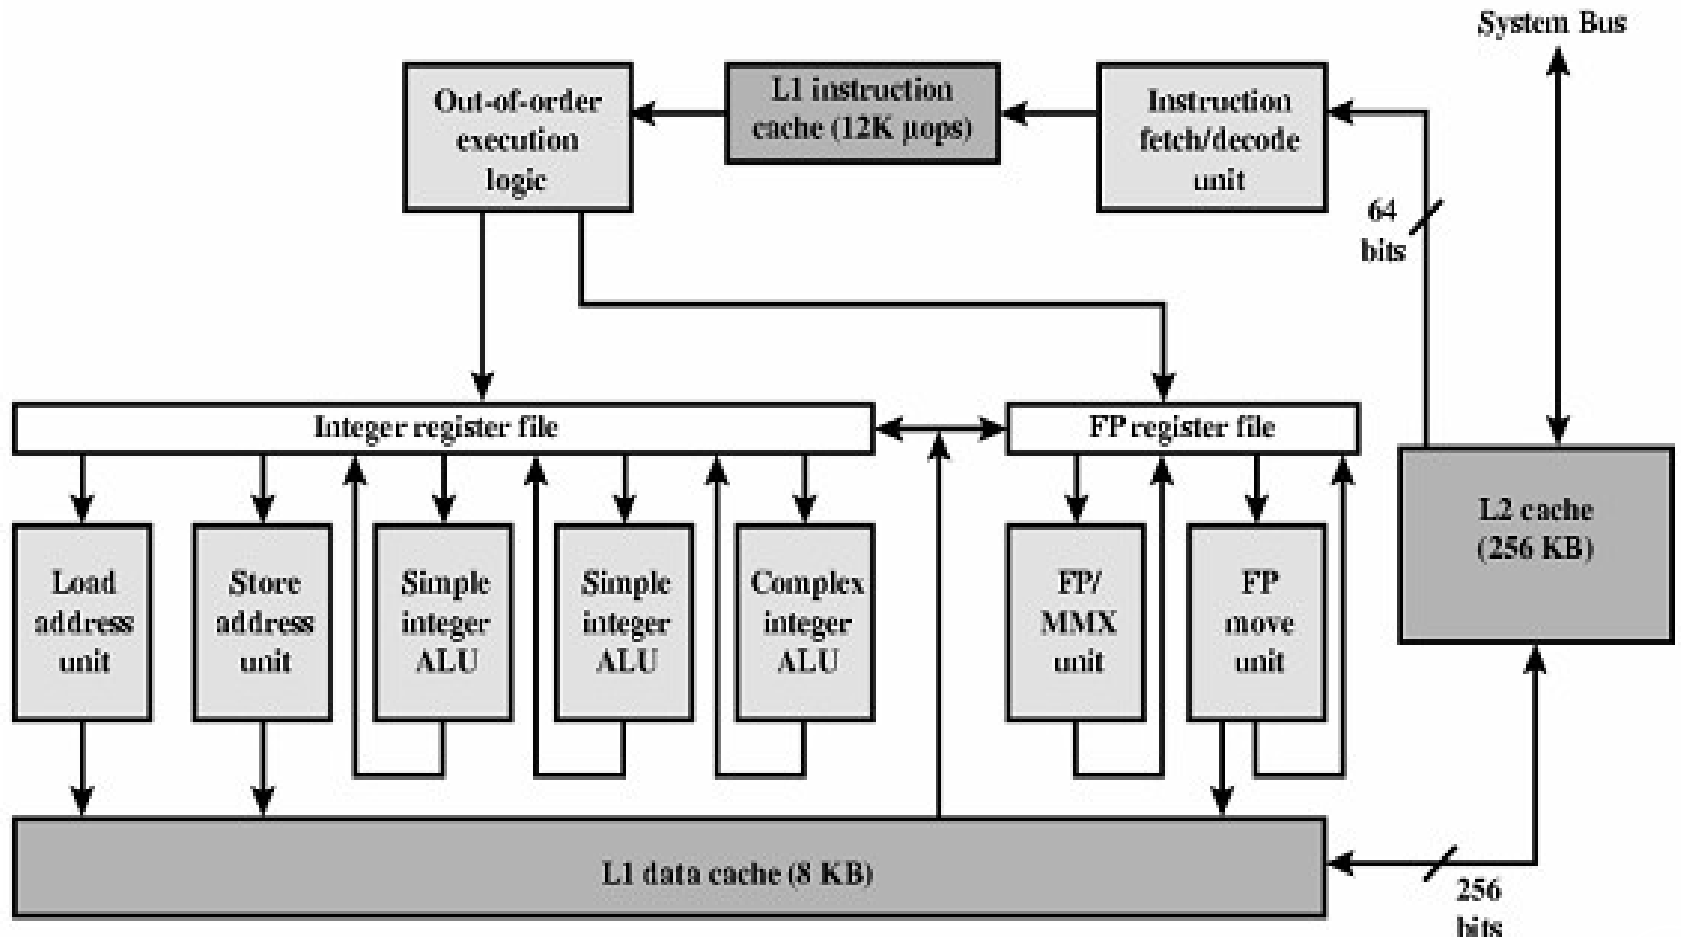 System Bus
Out-of-order
execution
logic
L1 instruction
cache (12K μops)
Instruction
fetch/decode
unit
64
bits
Integer register file
FP register file
L2 cache
(256 KB)
Load
address
unit
Store
address
unit
Simple
integer
ALU
Simple
integer
ALU
Complex
integer
ALU
FP/
MMX
unit
FP
move
unit
L1 data cache (8 KB)
256
bits